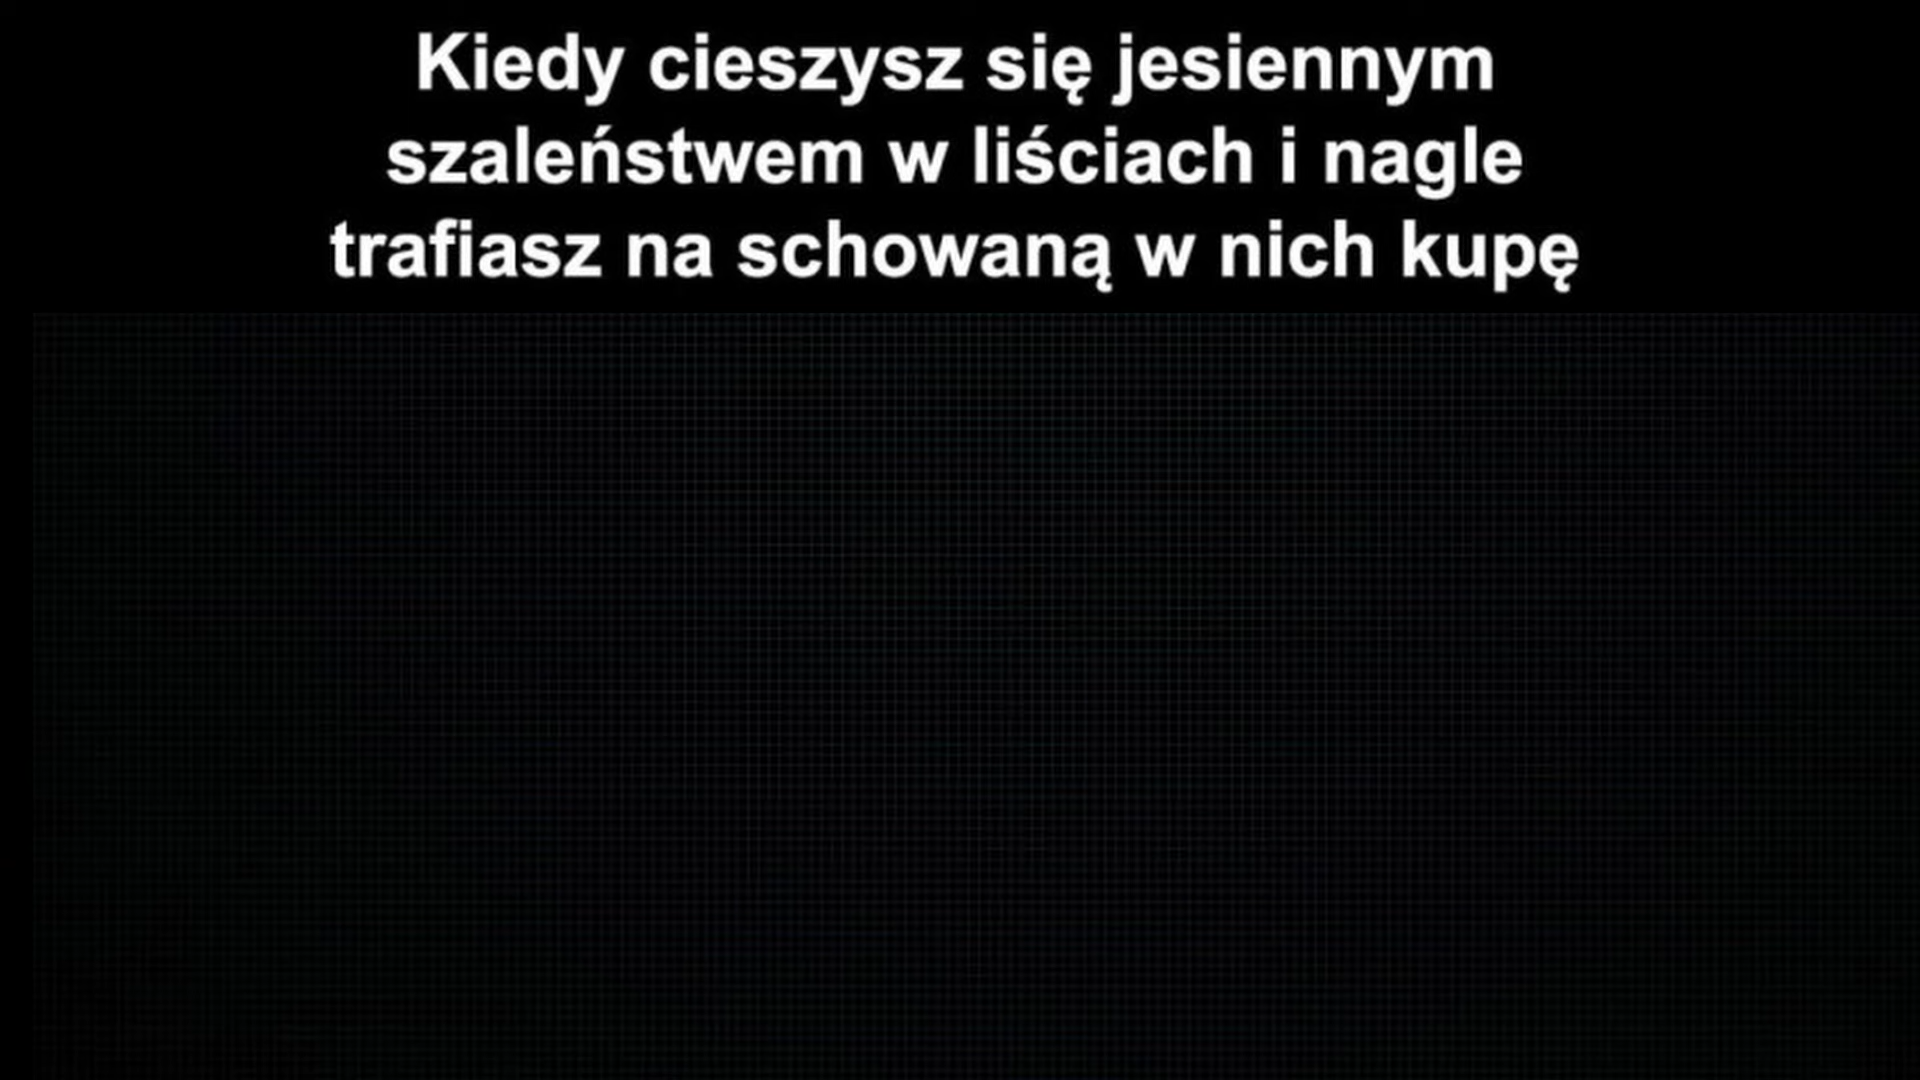 Kiedy cieszysz się jesiennym
szaleństwem w liściach i nagle
trafiasz na schowaną w nich kupę